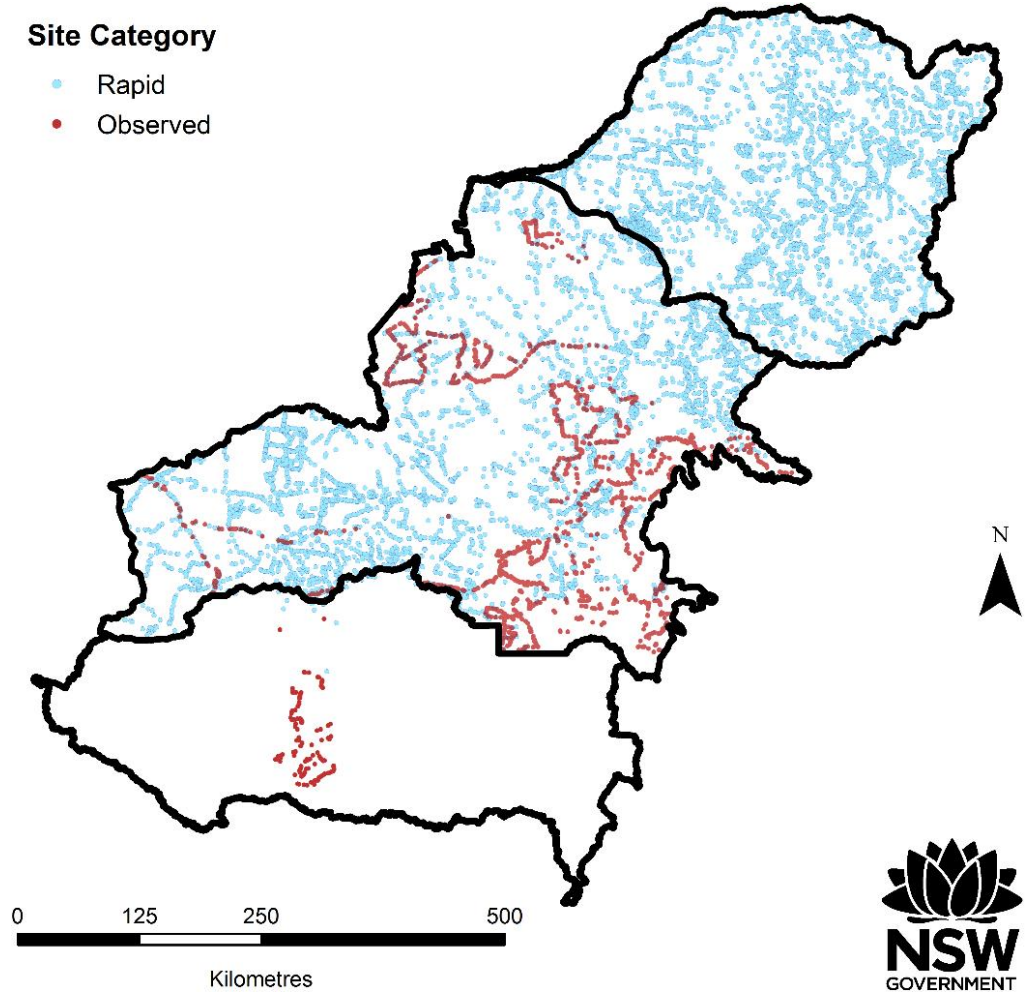 Site Category
Rapid
Observed
N
0 125 250 500
Kilometres
NSW
GOVERNMENT